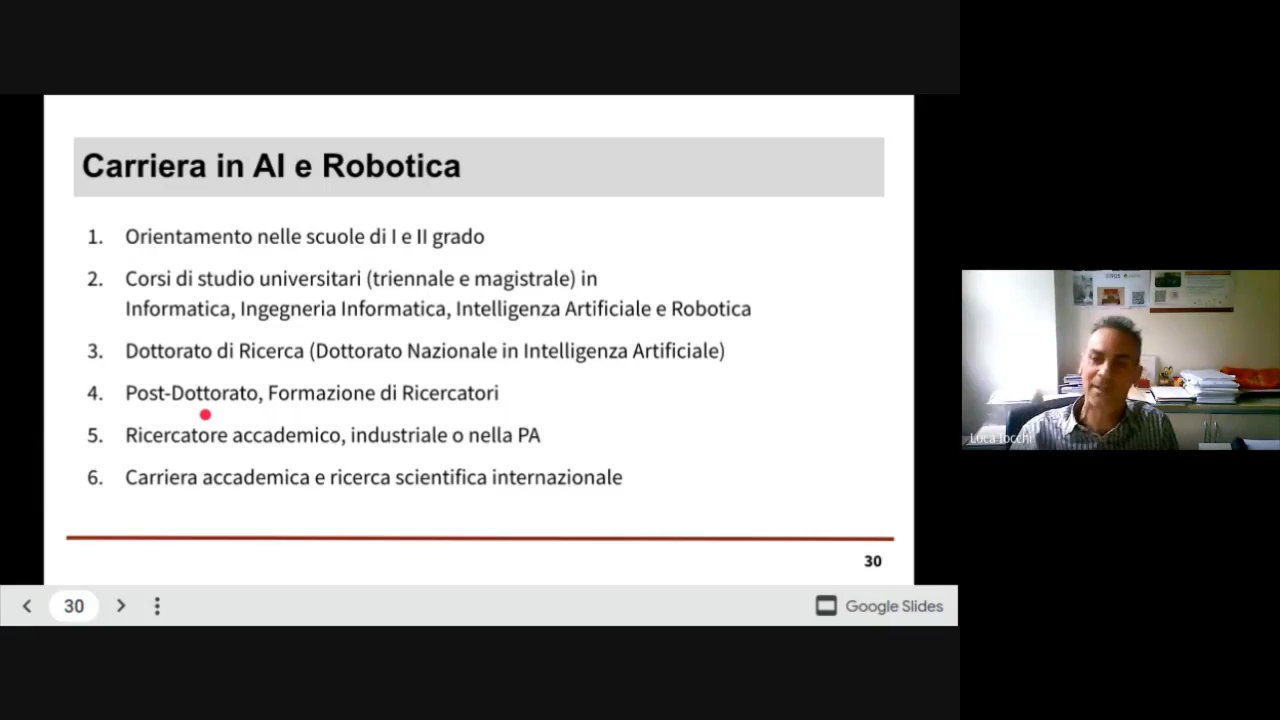 Carriera in AI e Robotica
1. Orientamento nelle scuole di I e II grado
2. Corsi di studio universitari (triennale e magistrale) in
Informatica, Ingegneria Informatica, Intelligenza Artificiale e Robotica
3. Dottorato di Ricerca (Dottorato Nazionale in Intelligenza Artificiale)
4. Post-Dottorato, Formazione di Ricercatori
5. Ricercatore accademico, industriale o nella PA
6. Carriera accademica e ricerca scientifica internazionale
30
30
Google Slides
Luca Iocchi